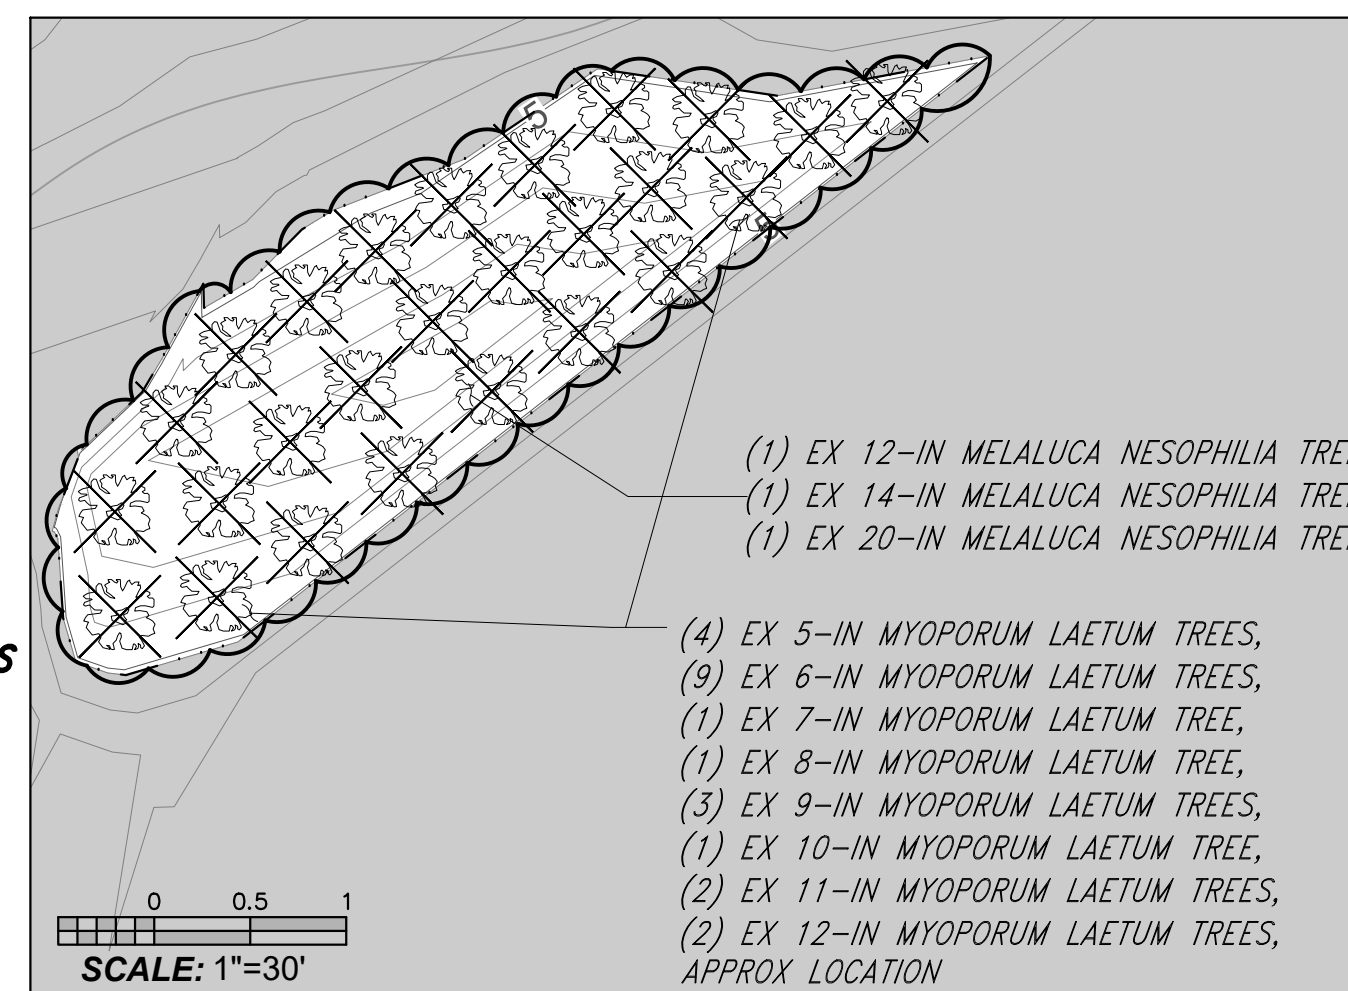 5
5
(1) EX 12-IN MELALUCA NESOPHILIA
(1) EX 14-IN MELALUCA NESOPHILIA
(1) EX 20-IN MELALUCA NESOPHILIA
(4) EX 5-IN MYOPORUM LAETUM TREES,
(9) EX 6-IN MYOPORUM LAETUM TREES,
(1) EX 7-IN MYOPORUM LAETUM TREE,
(1) EX 8-IN MYOPORUM LAETUM TREE,
(3) EX 9-IN MYOPORUM LAETUM TREES,
(1) EX 10-IN MYOPORUM LAETUM TREE,
(2) EX 11-IN MYOPORUM LAETUM TREES,
(2) EX 12-IN MYOPORUM LAETUM TREES,
APPROX LOCATION
S
0 0.5 1
SCALE: 1"=30'